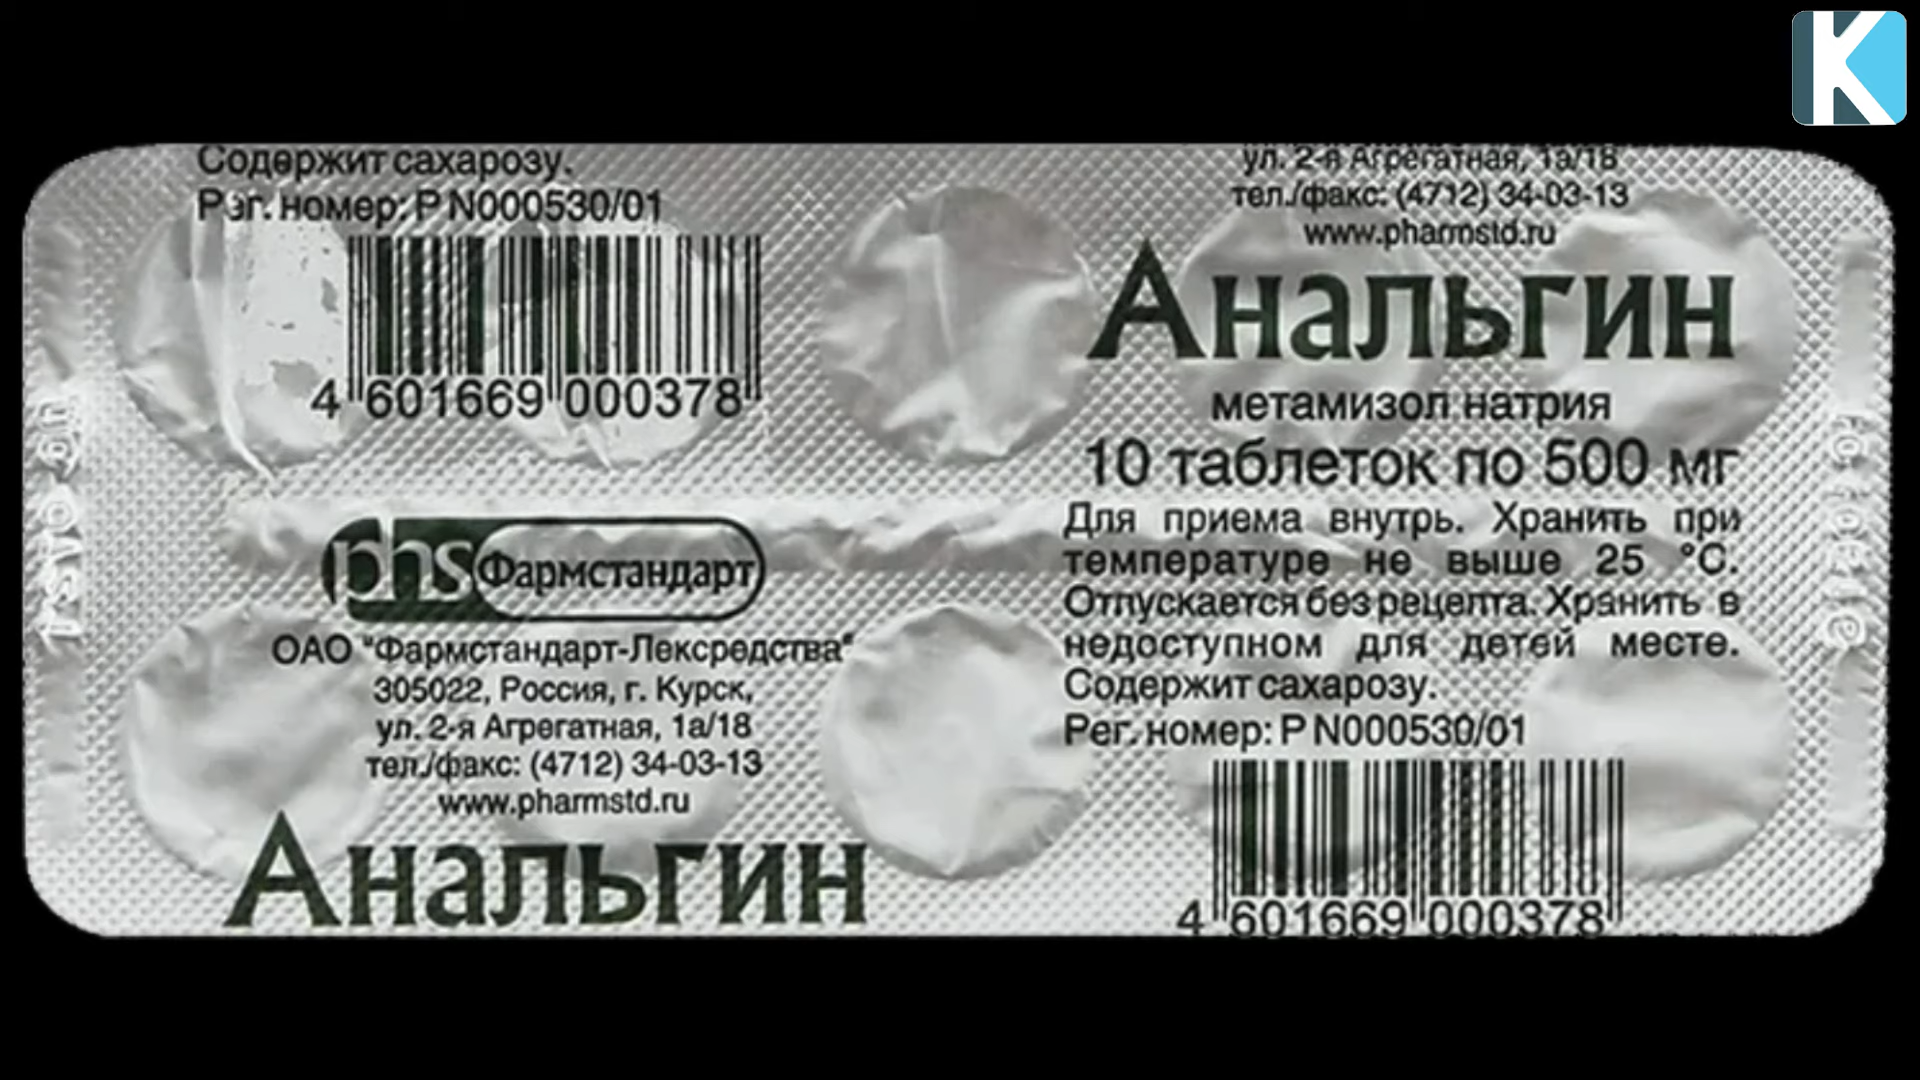 K
Содержит сахарозу.
Рег. номер: Р N000530/01
4 601669 000378
phs Фармстандарт
ОАО "Фармстандарт-Лексредства"
305022, Россия, г. Курск,
ул. 2-я Агрегатная, 1а/18
тел./факс: (4712) 34-03-13
www.pharmstd.ru
Анальгин
ул. 2-я Агрегатная, 1а/18
тел./факс: (4712) 34-03-13
www.pharmstd.ru
Анальгин
метамизол натрия
10 таблеток по 500 мг
Для приема внутрь. Хранить при
температуре не выше 25 °С.
Отпускается без рецепта. Хранить в
недоступном для детей месте.
Содержит сахарозу.
Рег. номер: Р N000530/01
4 601669 000378